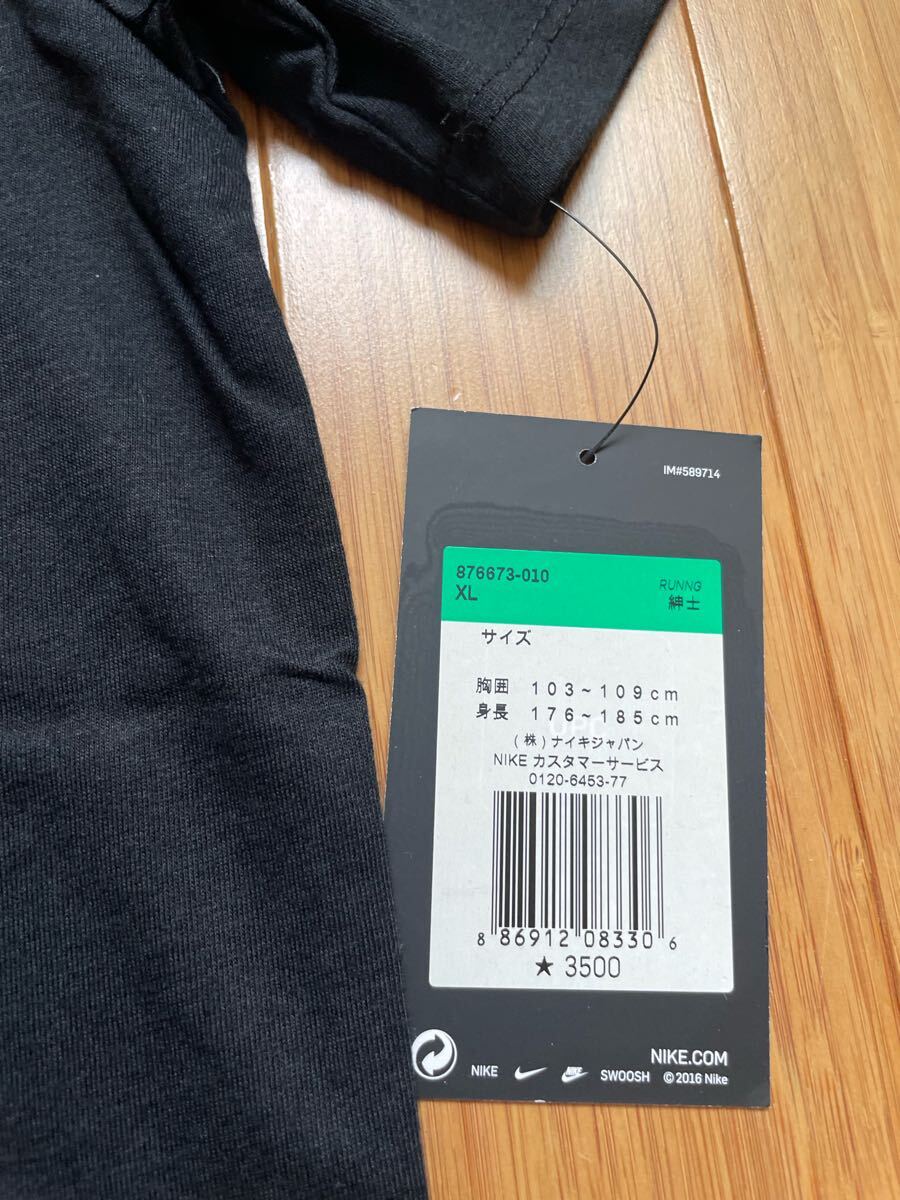 IM#589714
876673-010
XL
RUNNG
紳士
サイズ
胸囲 103~109cm
身長 176~185cm
(株)ナイキジャパン
NIKE カスタマーサービス
0120-6453-77
8 86912 08330 6
★ 3500
NIKE.COM
NIKE NIKE SWOOSH ©2016 Nike